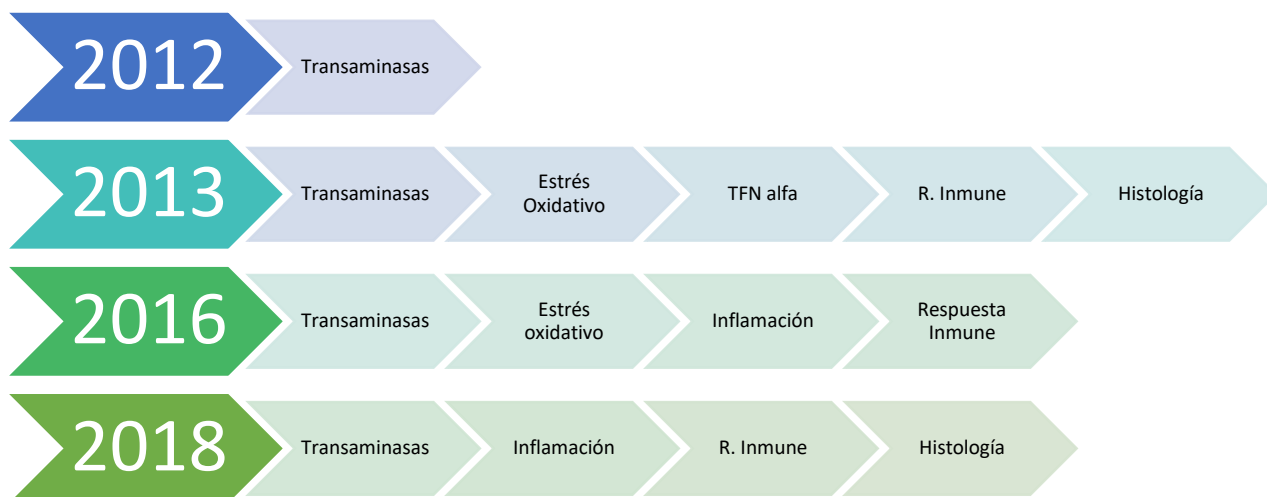 2012
Transaminasas
2013
Transaminasas
Estrés
Oxidativo
TFN alfa
R. Inmune
Histología
2016
Transaminasas
Estrés
oxidativo
Inflamación
Respuesta
Inmune
2018
Transaminasas
Inflamación
R. Inmune
Histología